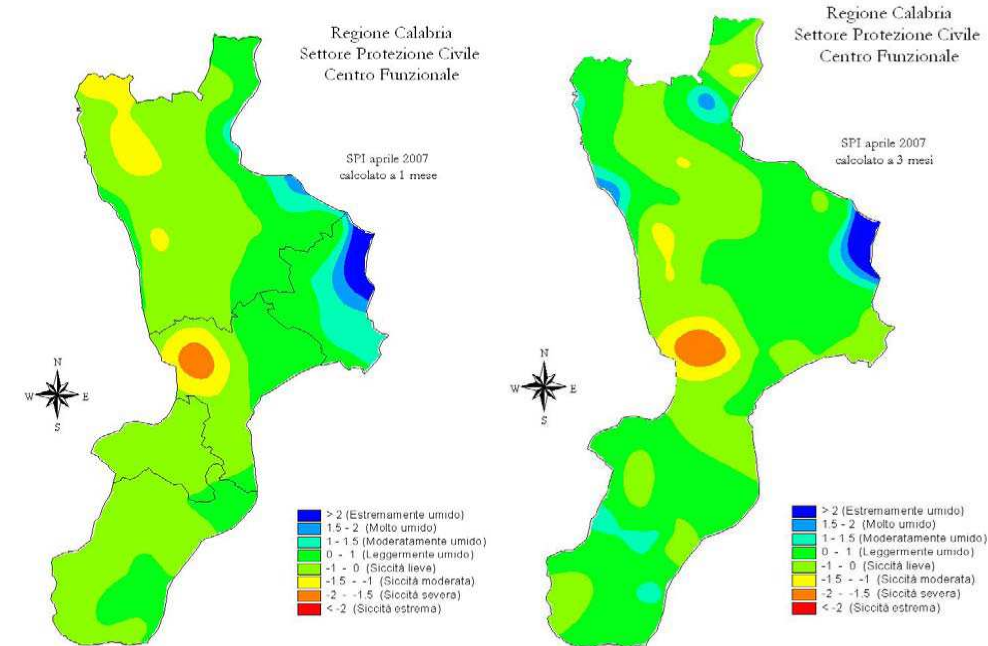 Regione Calabria
Settore Protezione Civile
Centro Funzionale
SPI aprile 2007
calcolato a 1 mese
N
W E
S
> 2 (Estremamente umido)
1.5 - 2 (Molto umido)
1 - 1.5 (Moderatamente umido)
0 - 1 (Leggermente umido)
-1 - 0 (Siccità lieve)
-1.5 - -1 (Siccità moderata)
-2 - -1.5 (Siccità severa)
< -2 (Siccità estrema)
Regione Calabria
Settore Protezione Civile
Centro Funzionale
SPI aprile 2007
calcolato a 3 mesi
N
W E
S
> 2 (Estremamente umido)
1.5 - 2 (Molto umido)
1 - 1.5 (Moderatamente umido)
0 - 1 (Leggermente umido)
-1 - 0 (Siccità lieve)
-1.5 - -1 (Siccità moderata)
-2 - -1.5 (Siccità severa)
< -2 (Siccità estrema)